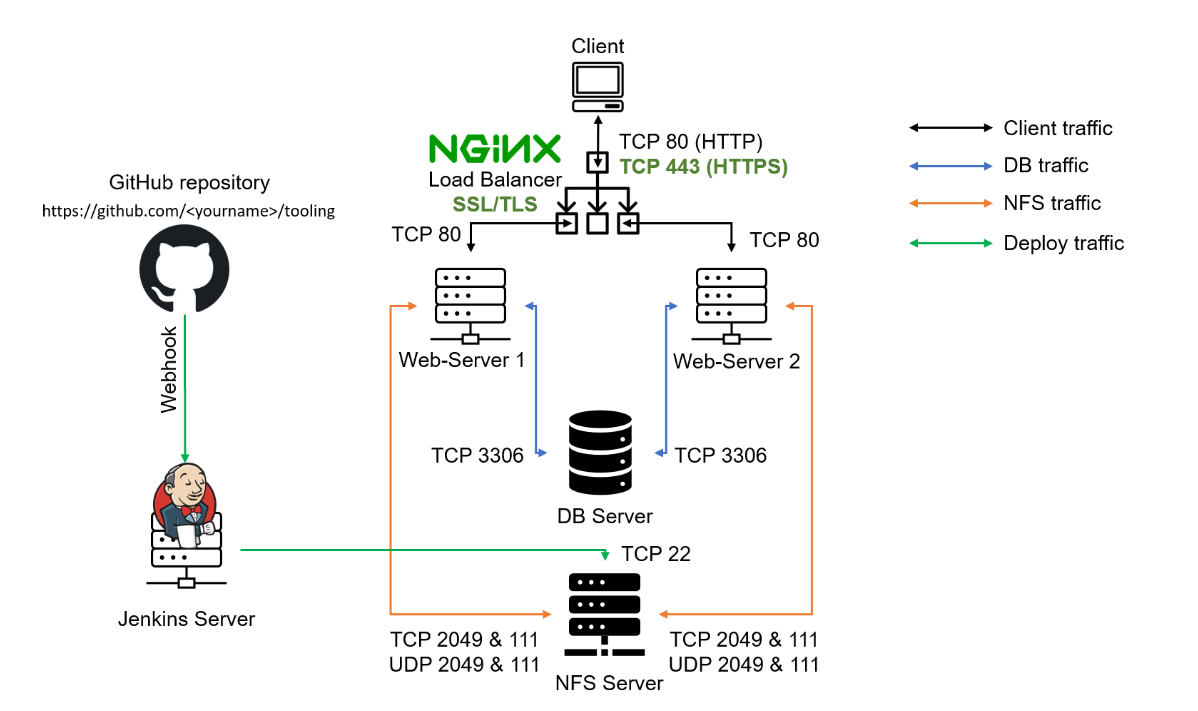 Client
NGiNX
Load Balancer
SSL/TLS
TCP 80 (HTTP)
TCP 443 (HTTPS)
Client traffic
DB traffic
NFS traffic
Deploy traffic
GitHub repository
https://github.com/<yourname>/tooling
Webhook
Jenkins Server
TCP 80
TCP 80
Web-Server 1
Web-Server 2
TCP 3306
TCP 3306
DB Server
TCP 22
TCP 2049 & 111
UDP 2049 & 111
TCP 2049 & 111
UDP 2049 & 111
NFS Server